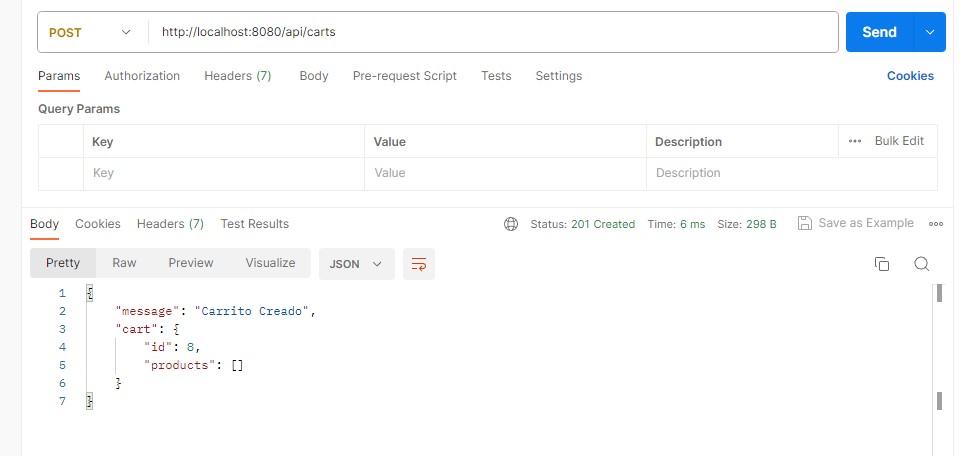 POST http://localhost:8080/api/carts Send
Params Authorization Headers (7) Body Pre-request Script Tests Settings Cookies
Query Params
Key Value Description ••• Bulk Edit
Key Value Description
Body Cookies Headers (7) Test Results Status: 201 Created Time: 6 ms Size: 298 B Save as Example
Pretty Raw Preview Visualize JSON
1 {
2 "message": "Carrito Creado",
3 "cart": {
4 "id": 8,
5 "products": []
6 }
7 }